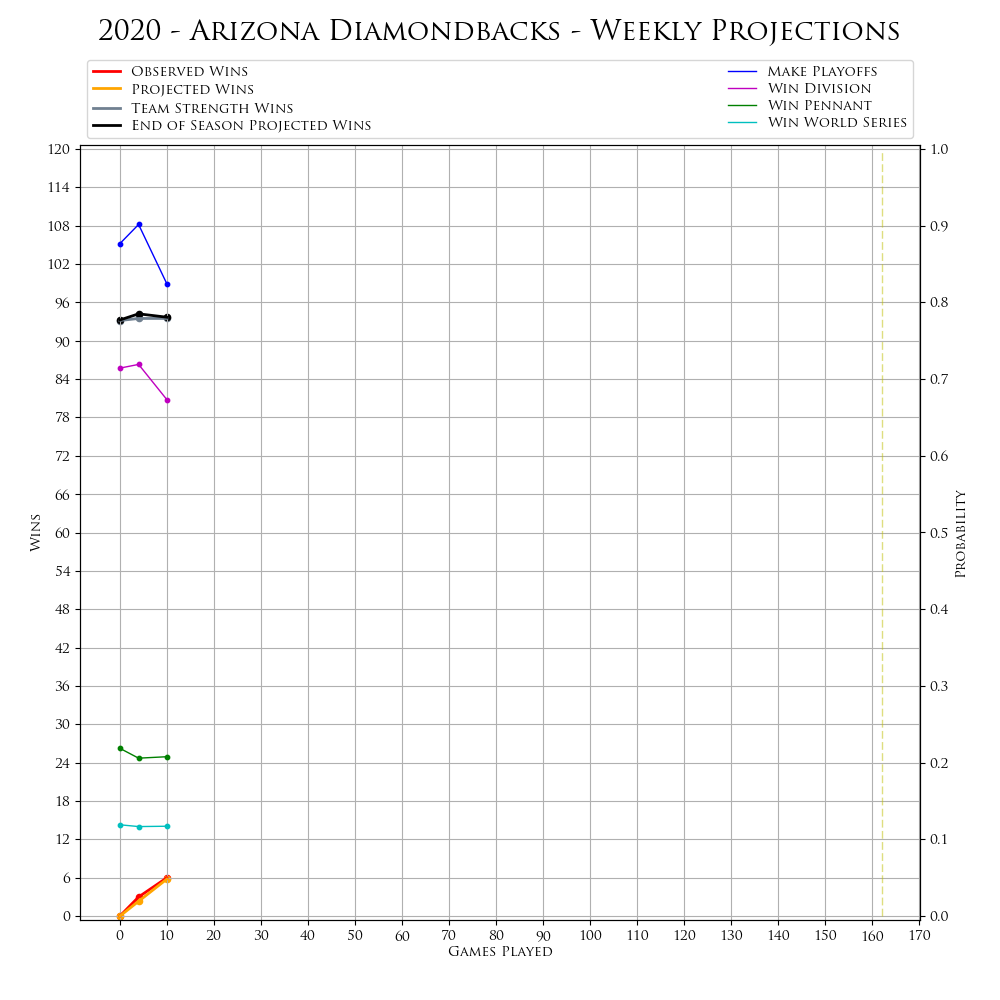 2020 - Arizona Diamondbacks - Weekly Projections
Observed Wins
Projected Wins
Team Strength Wins
End of Season Projected Wins
Make Playoffs
Win Division
Win Pennant
Win World Series
120
114
108
102
96
90
84
78
72
66
60
54
48
42
36
30
24
18
12
6
0
Wins
1.0
0.9
0.8
0.7
0.6
0.5
0.4
0.3
0.2
0.1
0.0
Probability
0 10 20 30 40 50 60 70 80 90 100 110 120 130 140 150 160 170
Games Played